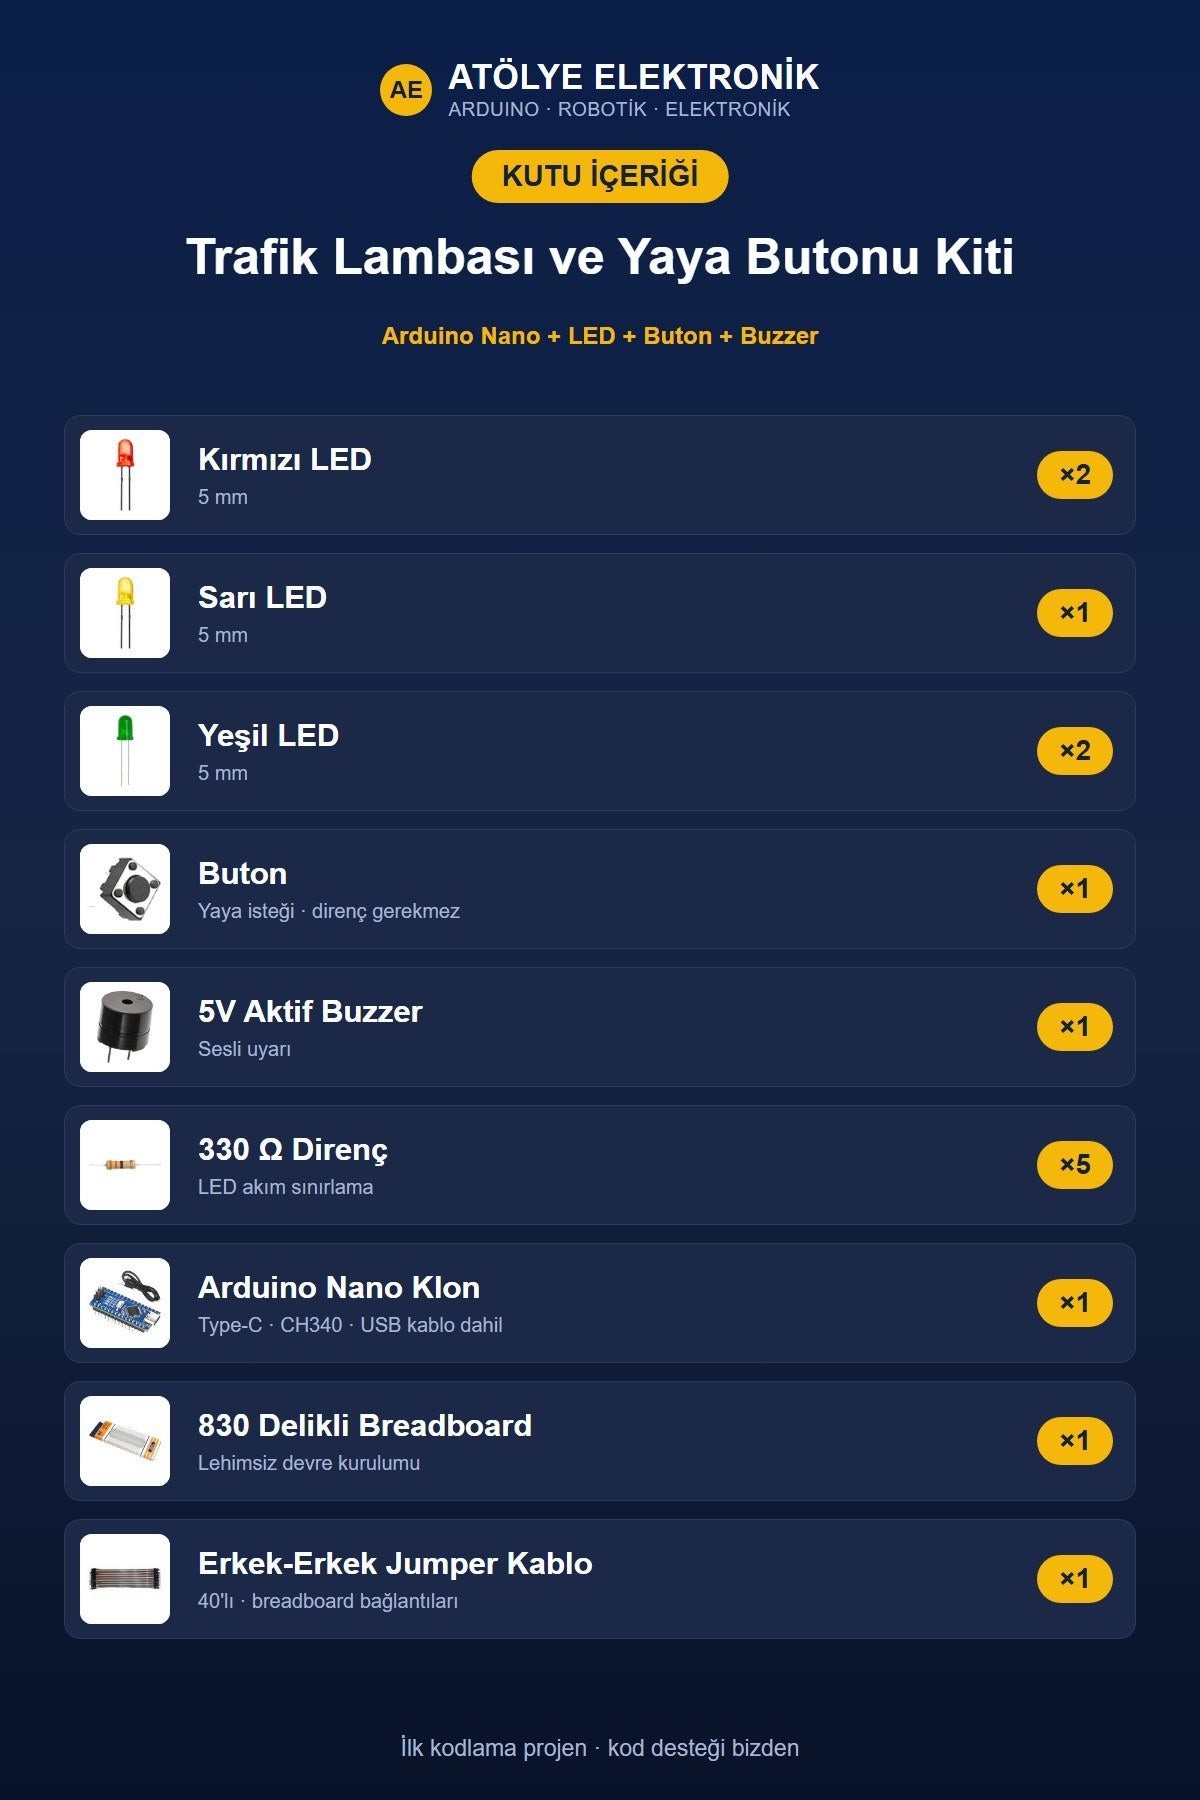 AE
ATÖLYE ELEKTRONİK
ARDUINO · ROBOTİK · ELEKTRONİK
KUTU İÇERİĞİ
Trafik Lambası ve Yaya Butonu Kiti
Arduino Nano + LED + Buton + Buzzer
Kırmızı LED
5 mm
×2
Sarı LED
5 mm
×1
Yeşil LED
5 mm
×2
Buton
Yaya isteği · direnç gerekmez
×1
5V Aktif Buzzer
Sesli uyarı
×1
330 Ω Direnç
LED akım sınırlama
×5
Arduino Nano Klon
Type-C · CH340 · USB kablo dahil
×1
830 Delikli Breadboard
Lehimsiz devre kurulumu
×1
Erkek-Erkek Jumper Kablo
40'lı · breadboard bağlantıları
×1
İlk kodlama projen · kod desteği bizden